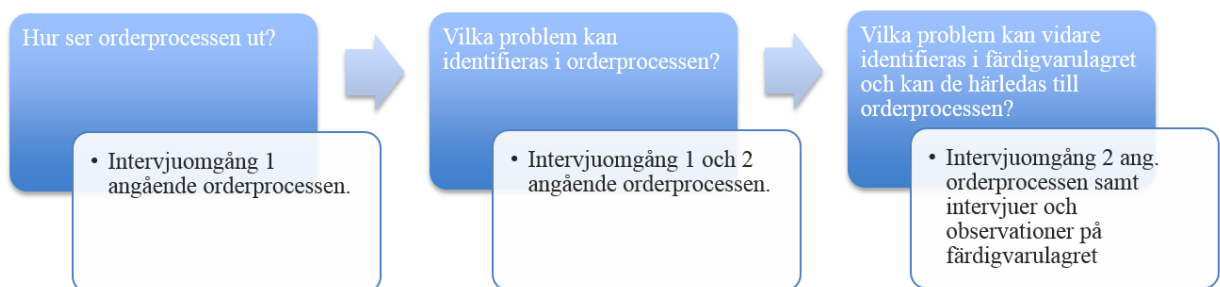 Hur ser orderprocessen ut?
• Intervjuomgång 1
angående orderprocessen.
Vilka problem kan
identifieras i orderprocessen?
• Intervjuomgång 1 och 2
angående orderprocessen.
Vilka problem kan vidare
identifieras i färdigvarulagret
och kan de härledas till
orderprocessen?
• Intervjuomgång 2 ang.
orderprocessen samt
intervjuer och
observationer på
färdigvarulagret